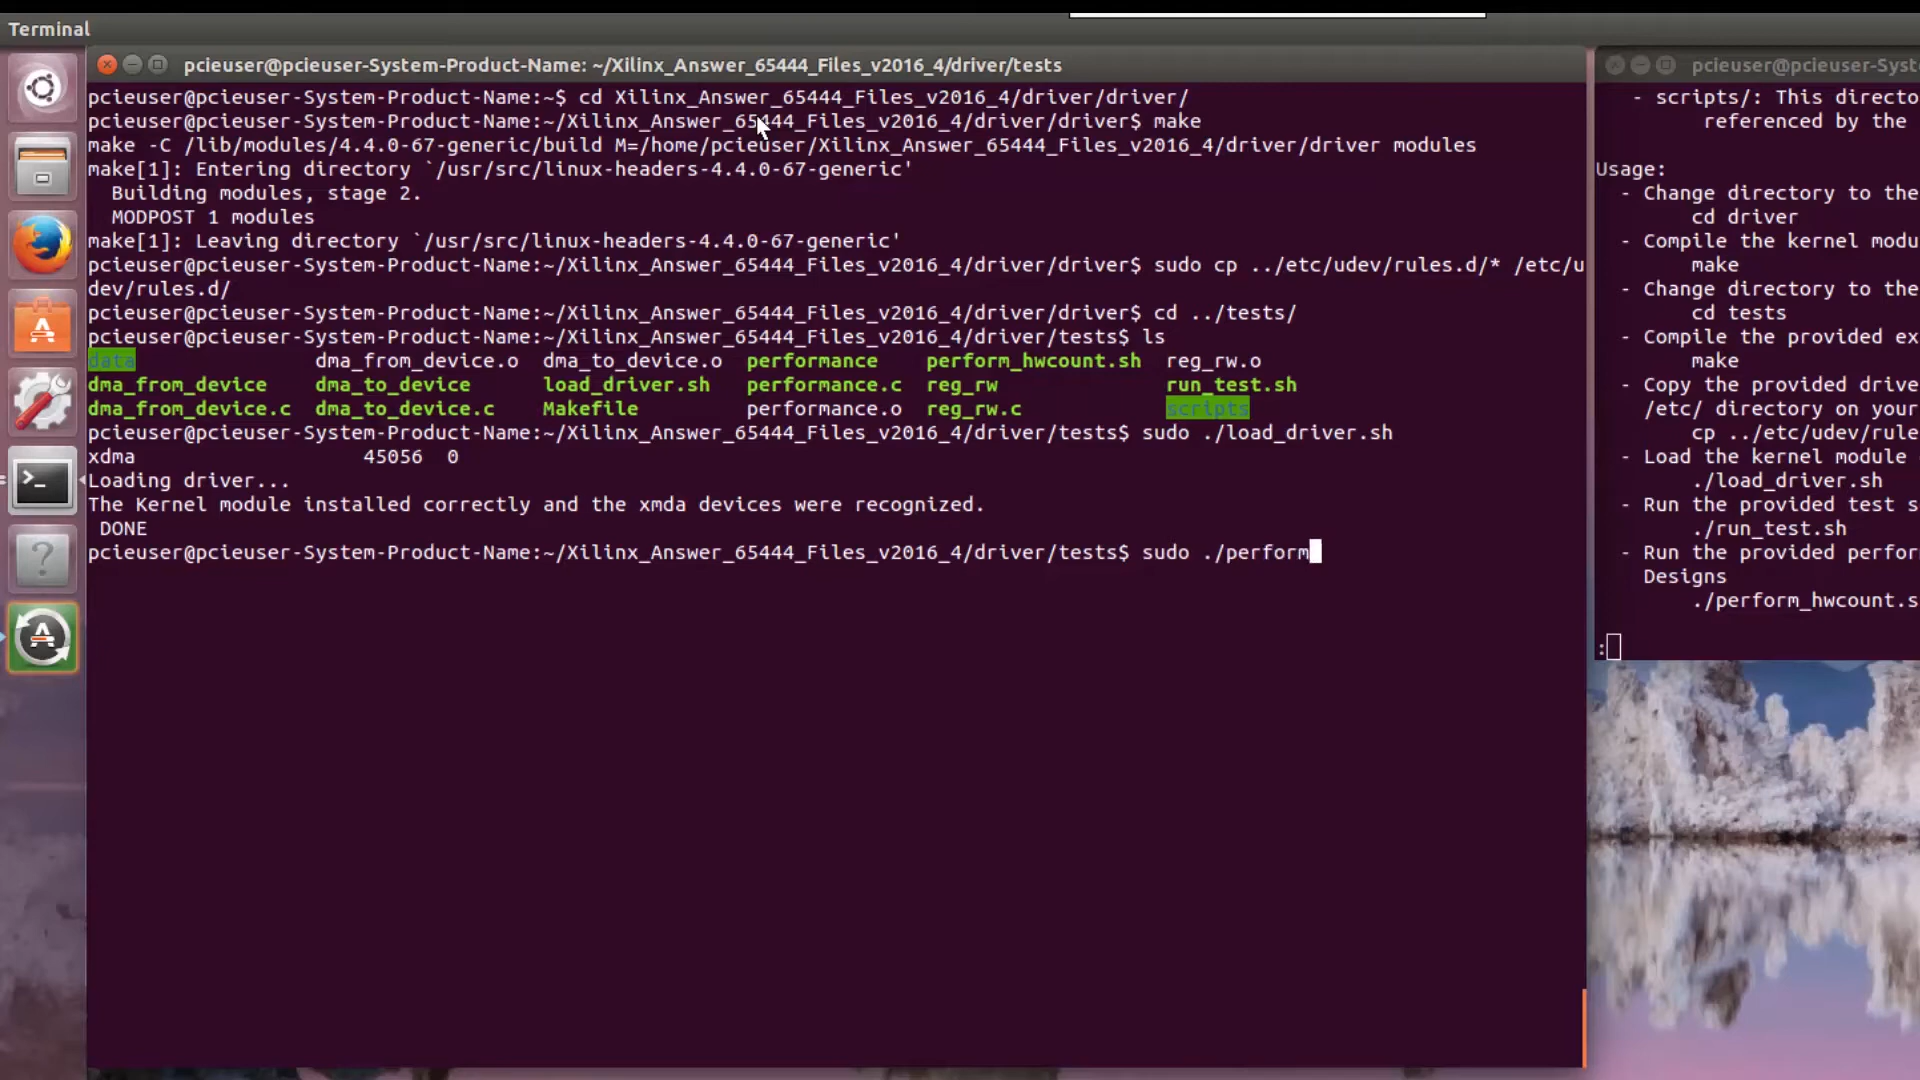 Terminal
pcieuser@pcieuser-System-Product-Name: ~/Xilinx_Answer_65444_Files_v2016_4/driver/tests
pcieuser@pcieuser-System-Product-Name:~$ cd Xilinx_Answer_65444_Files_v2016_4/driver/driver/
pcieuser@pcieuser-System-Product-Name:~/Xilinx_Answer_65444_Files_v2016_4/driver/driver$ make
make -C /lib/modules/4.4.0-67-generic/build M=/home/pcieuser/Xilinx_Answer_65444_Files_v2016_4/driver/driver modules
make[1]: Entering directory `/usr/src/linux-headers-4.4.0-67-generic'
Building modules, stage 2.
MODPOST 1 modules
make[1]: Leaving directory `/usr/src/linux-headers-4.4.0-67-generic'
pcieuser@pcieuser-System-Product-Name:~/Xilinx_Answer_65444_Files_v2016_4/driver/driver$ sudo cp ../etc/udev/rules.d/* /etc/u
dev/rules.d/
pcieuser@pcieuser-System-Product-Name:~/Xilinx_Answer_65444_Files_v2016_4/driver/driver$ cd ../tests/
pcieuser@pcieuser-System-Product-Name:~/Xilinx_Answer_65444_Files_v2016_4/driver/tests$ ls
data dma_from_device.o dma_to_device.o performance perform_hwcount.sh reg_rw.o
dma_from_device dma_to_device load_driver.sh performance.c reg_rw run_test.sh
dma_from_device.c dma_to_device.c Makefile performance.o reg_rw.c scripts
pcieuser@pcieuser-System-Product-Name:~/Xilinx_Answer_65444_Files_v2016_4/driver/tests$ sudo ./load_driver.sh
xdma 45056 0
Loading driver...
The Kernel module installed correctly and the xmda devices were recognized.
DONE
pcieuser@pcieuser-System-Product-Name:~/Xilinx_Answer_65444_Files_v2016_4/driver/tests$ sudo ./perform
pcieuser@pcieuser-Syst
- scripts/: This directo
referenced by the
Usage:
- Change directory to the
cd driver
- Compile the kernel modu
make
- Change directory to the
cd tests
- Compile the provided ex
make
- Copy the provided drive
/etc/ directory on your
cp ../etc/udev/rule
- Load the kernel module
./load_driver.sh
- Run the provided test s
./run_test.sh
- Run the provided perfor
Designs
./perform_hwcount.s
: